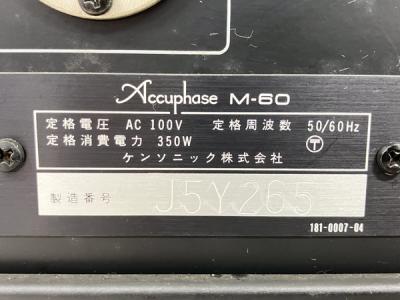 Accuphase M-60
定格電圧 AC 100V 定格周波数 50/60Hz
定格消費電力 350W Ⓣ
ケンソニック株式会社
製造番号 J5Y265
181-0007-04